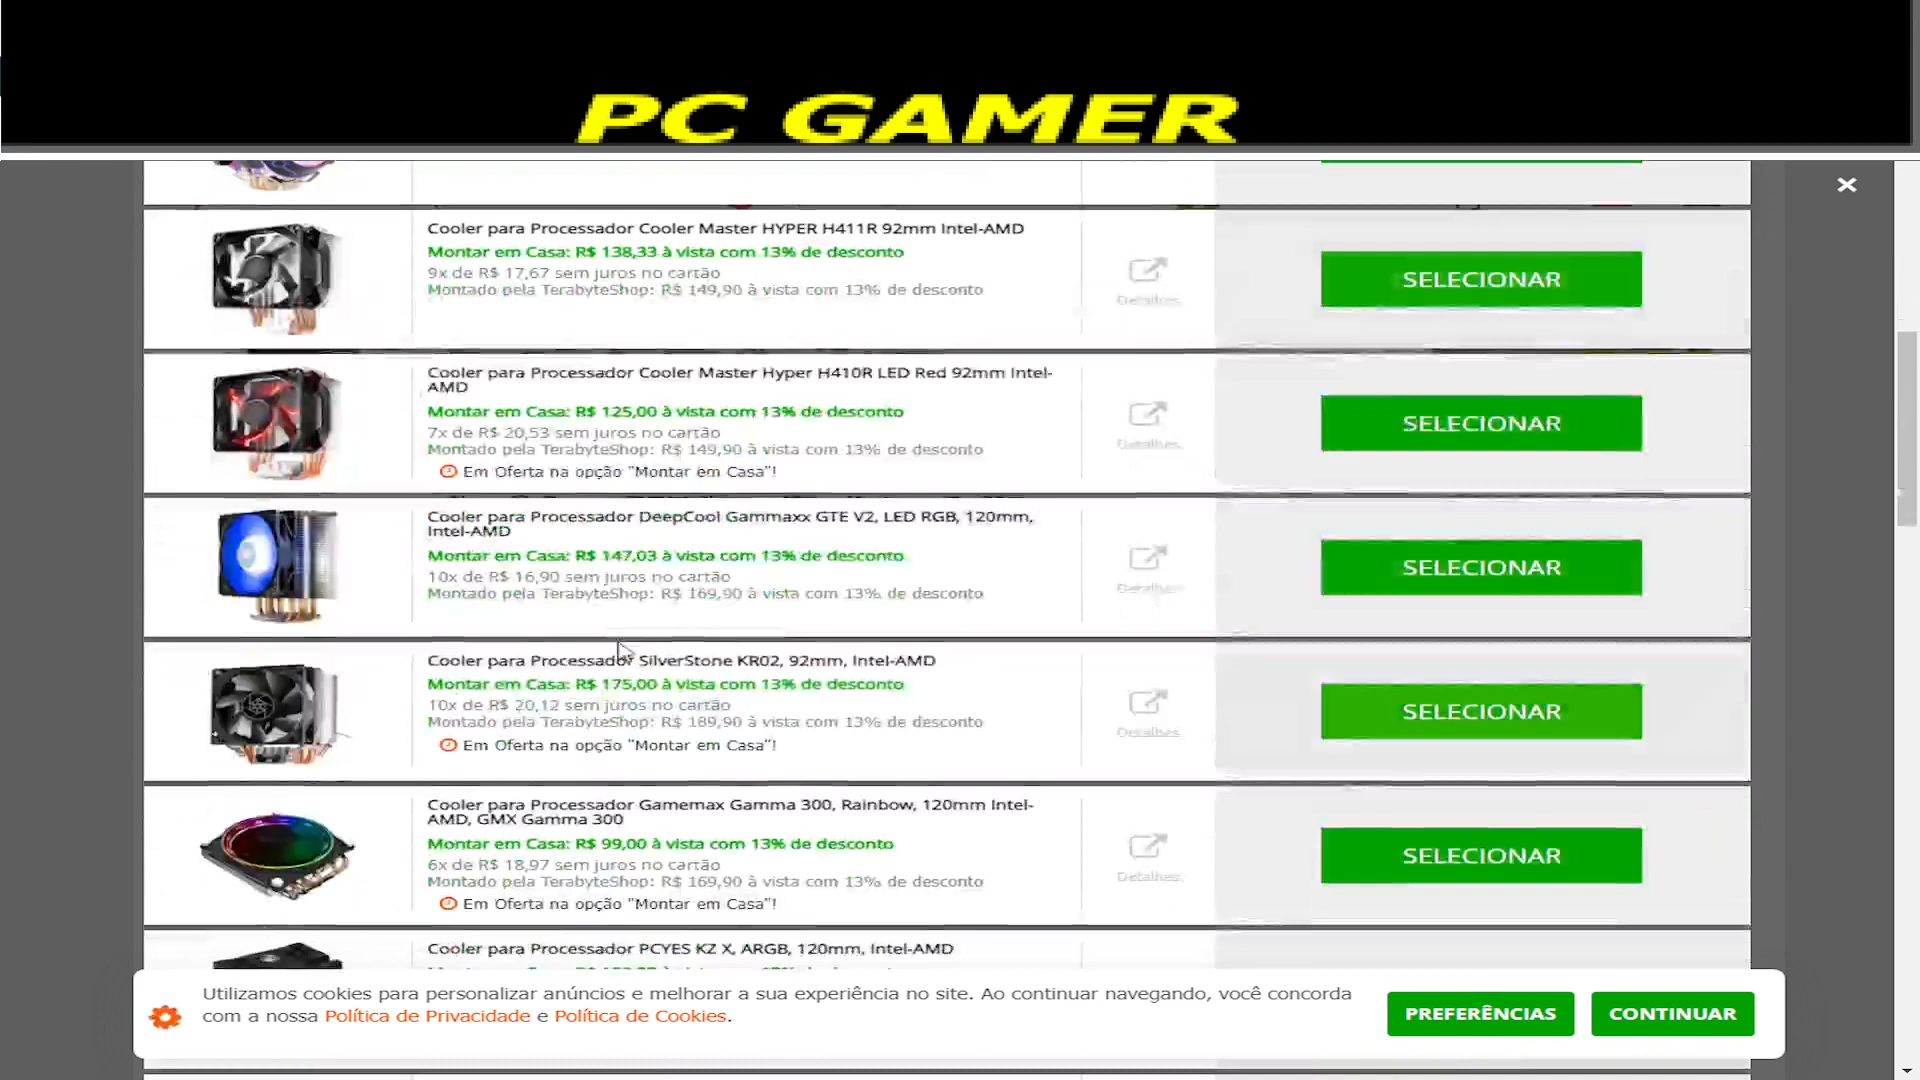 PC GAMER
Cooler para Processador Cooler Master HYPER H411R 92mm Intel-AMD
Montar em Casa: R$ 138,33 à vista com 13% de desconto
9x de R$ 17,67 sem juros no cartão
Montado pela TerabyteShop: R$ 149,90 à vista com 13% de desconto
Detalhes
SELECIONAR
Cooler para Processador Cooler Master Hyper H410R LED Red 92mm Intel-
AMD
Montar em Casa: R$ 125,00 à vista com 13% de desconto
7x de R$ 20,53 sem juros no cartão
Montado pela TerabyteShop: R$ 149,90 à vista com 13% de desconto
Em Oferta na opção "Montar em Casa"!
Detalhes
SELECIONAR
Cooler para Processador DeepCool Gammaxx GTE V2, LED RGB, 120mm,
Intel-AMD
Montar em Casa: R$ 147,03 à vista com 13% de desconto
10x de R$ 16,90 sem juros no cartão
Montado pela TerabyteShop: R$ 169,90 à vista com 13% de desconto
Detalhes
SELECIONAR
Cooler para Processador SilverStone KR02, 92mm, Intel-AMD
Montar em Casa: R$ 175,00 à vista com 13% de desconto
10x de R$ 20,12 sem juros no cartão
Montado pela TerabyteShop: R$ 189,90 à vista com 13% de desconto
Em Oferta na opção "Montar em Casa"!
Detalhes
SELECIONAR
Cooler para Processador Gamemax Gamma 300, Rainbow, 120mm Intel-
AMD, GMX Gamma 300
Montar em Casa: R$ 99,00 à vista com 13% de desconto
6x de R$ 18,97 sem juros no cartão
Montado pela TerabyteShop: R$ 169,90 à vista com 13% de desconto
Em Oferta na opção "Montar em Casa"!
Detalhes
SELECIONAR
Cooler para Processador PCYES KZ X, ARGB, 120mm, Intel-AMD
Utilizamos cookies para personalizar anúncios e melhorar a sua experiência no site. Ao continuar navegando, você concorda
com a nossa Política de Privacidade e Política de Cookies.
PREFERÊNCIAS
CONTINUAR